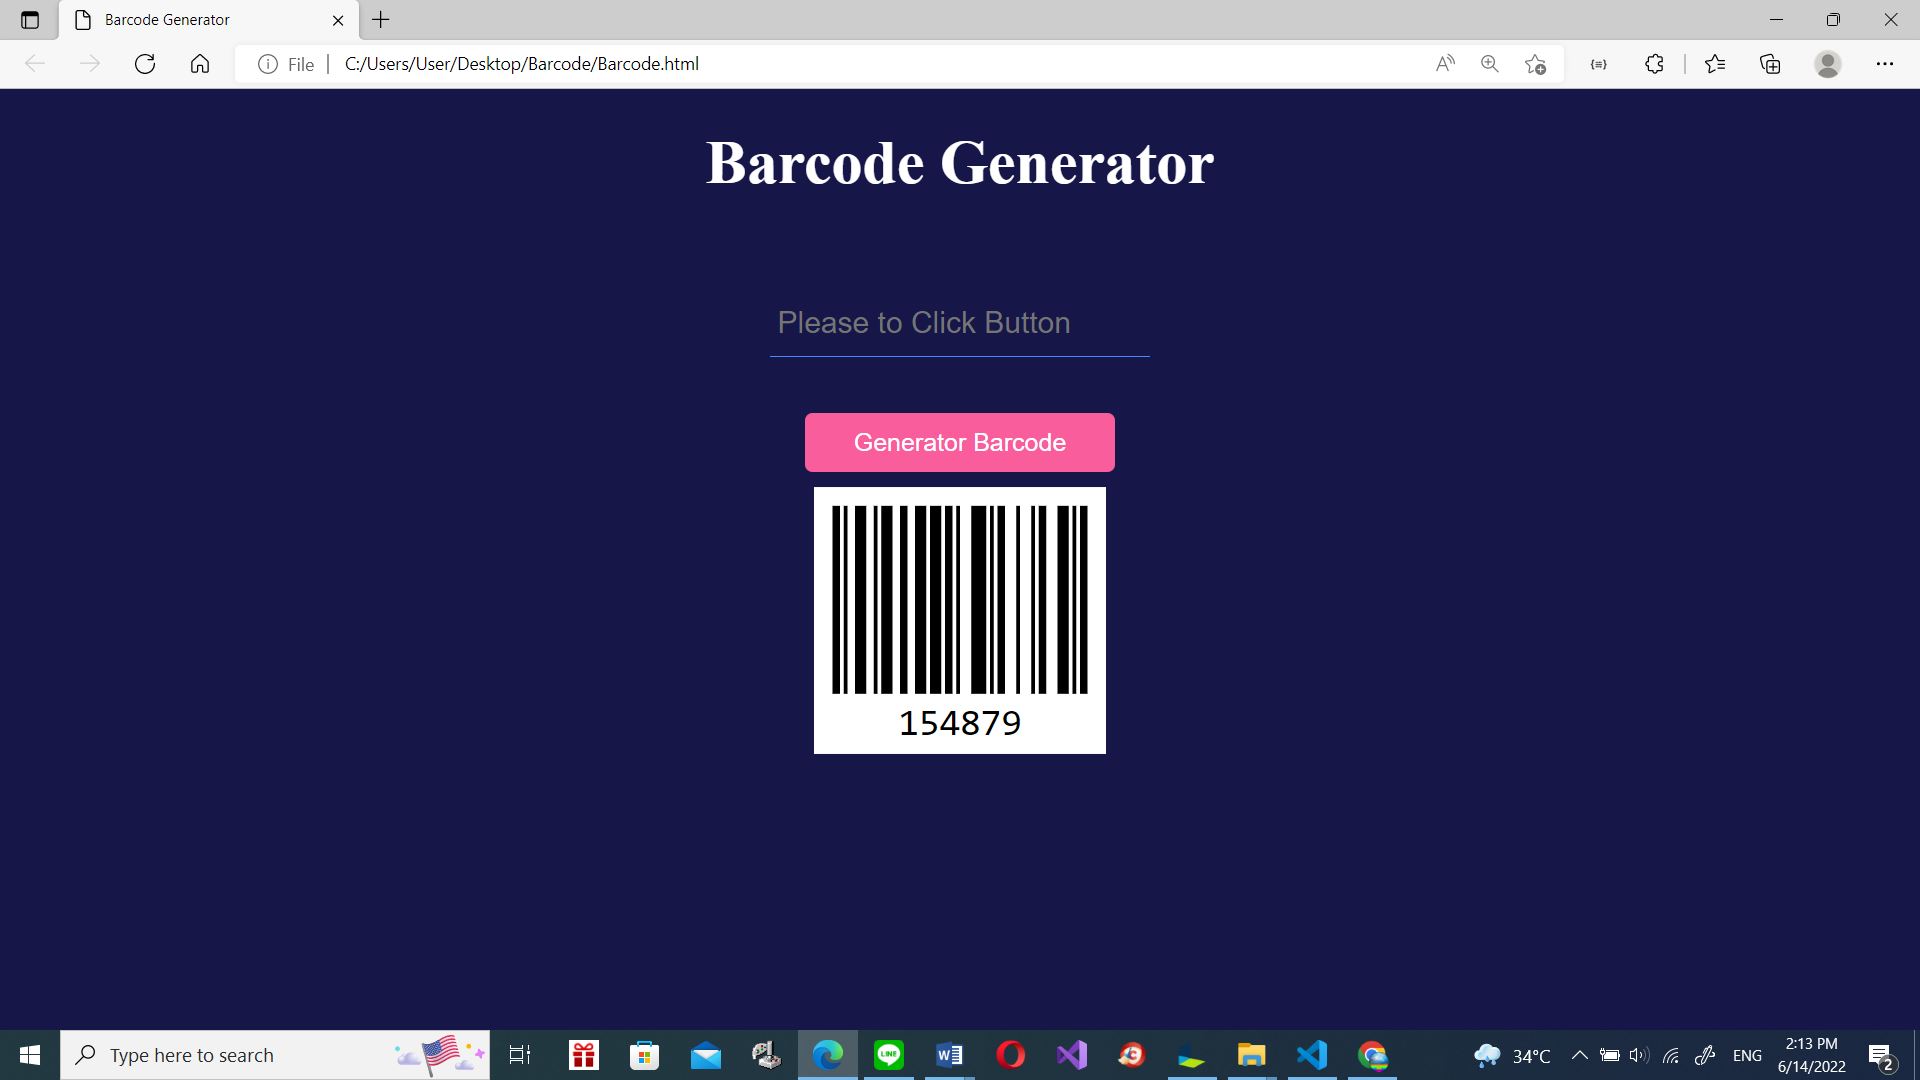 Barcode Generator
File
C:/Users/User/Desktop/Barcode/Barcode.html
Barcode Generator
Please to Click Button
Generator Barcode
154879
Type here to search
LINE
34°C
ENG
2:13 PM
6/14/2022
2